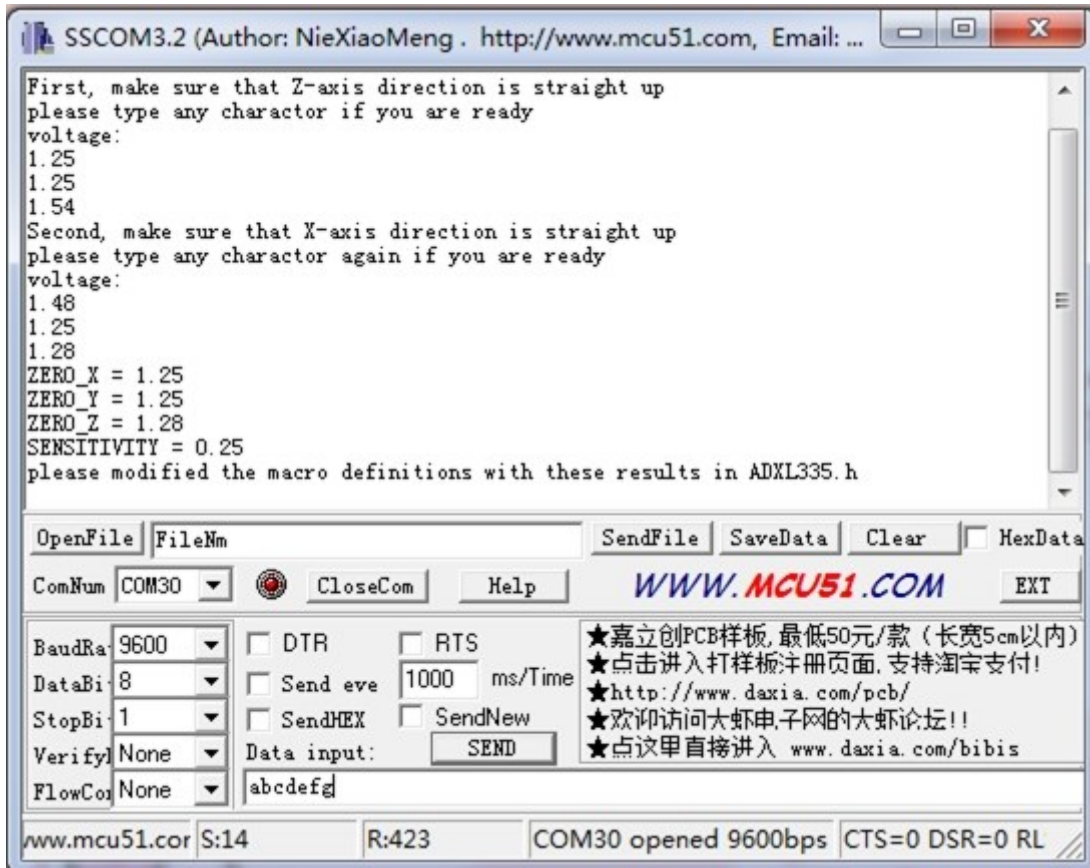 SSCOM3.2 (Author: NieXiaoMeng . http://www.mcu51.com, Email: ...
First, make sure that Z-axis direction is straight up
please type any charactor if you are ready
voltage:
1.25
1.25
1.54
Second, make sure that X-axis direction is straight up
please type any charactor again if you are ready
voltage:
1.48
1.25
1.28
ZERO_X = 1.25
ZERO_Y = 1.25
ZERO_Z = 1.28
SENSITIVITY = 0.25
please modified the macro definitions with these results in ADXL335.h
OpenFile FileNm SendFile SaveData Clear HexData
ComNum COM30 CloseCom Help WWW.MCU51.COM EXT
BaudRa 9600 DTR RTS
DataBi 8 Send eve 1000 ms/Time
StopBi 1 SendHEX SendNew
Verify None Data input: SEND
FlowCo None abcdefg
★嘉立创PCB样板,最低50元/款（长宽5cm以内）
★点击进入打样板注册页面,支持淘宝支付!
★http://www.daxia.com/pcb/
★欢迎访问大虾电子网的大虾论坛!!
★点这里直接进入 www.daxia.com/bibis
www.mcu51.cor S:14 R:423 COM30 opened 9600bps CTS=0 DSR=0 RL